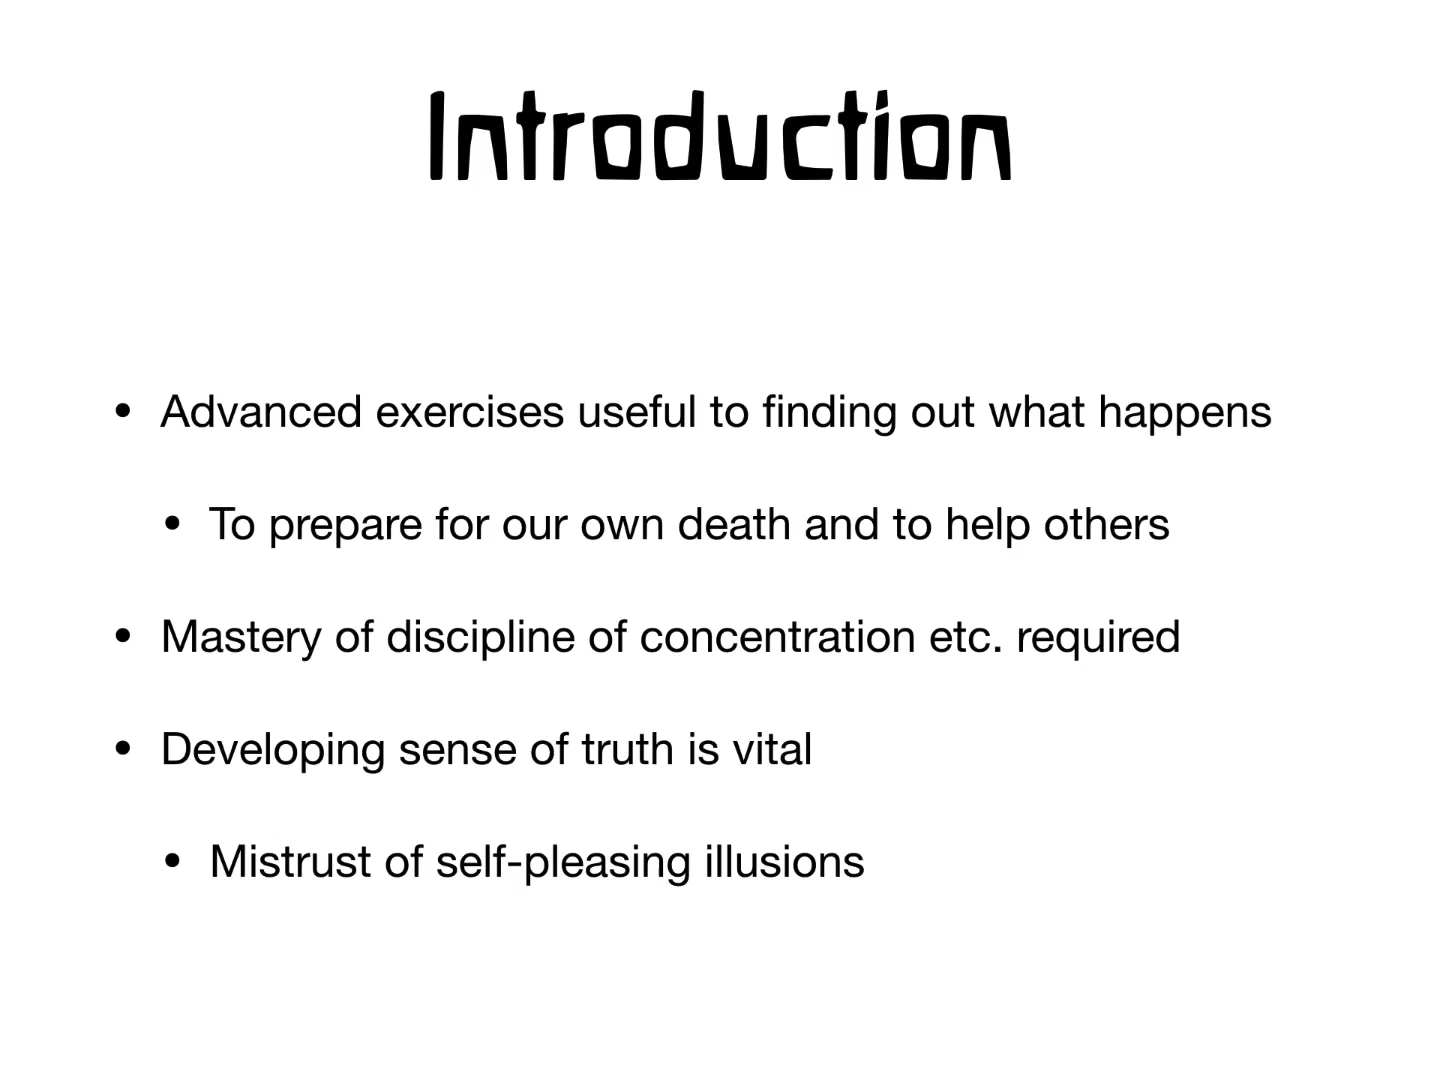 Introduction
• Advanced exercises useful to finding out what happens
• To prepare for our own death and to help others
• Mastery of discipline of concentration etc. required
• Developing sense of truth is vital
• Mistrust of self-pleasing illusions